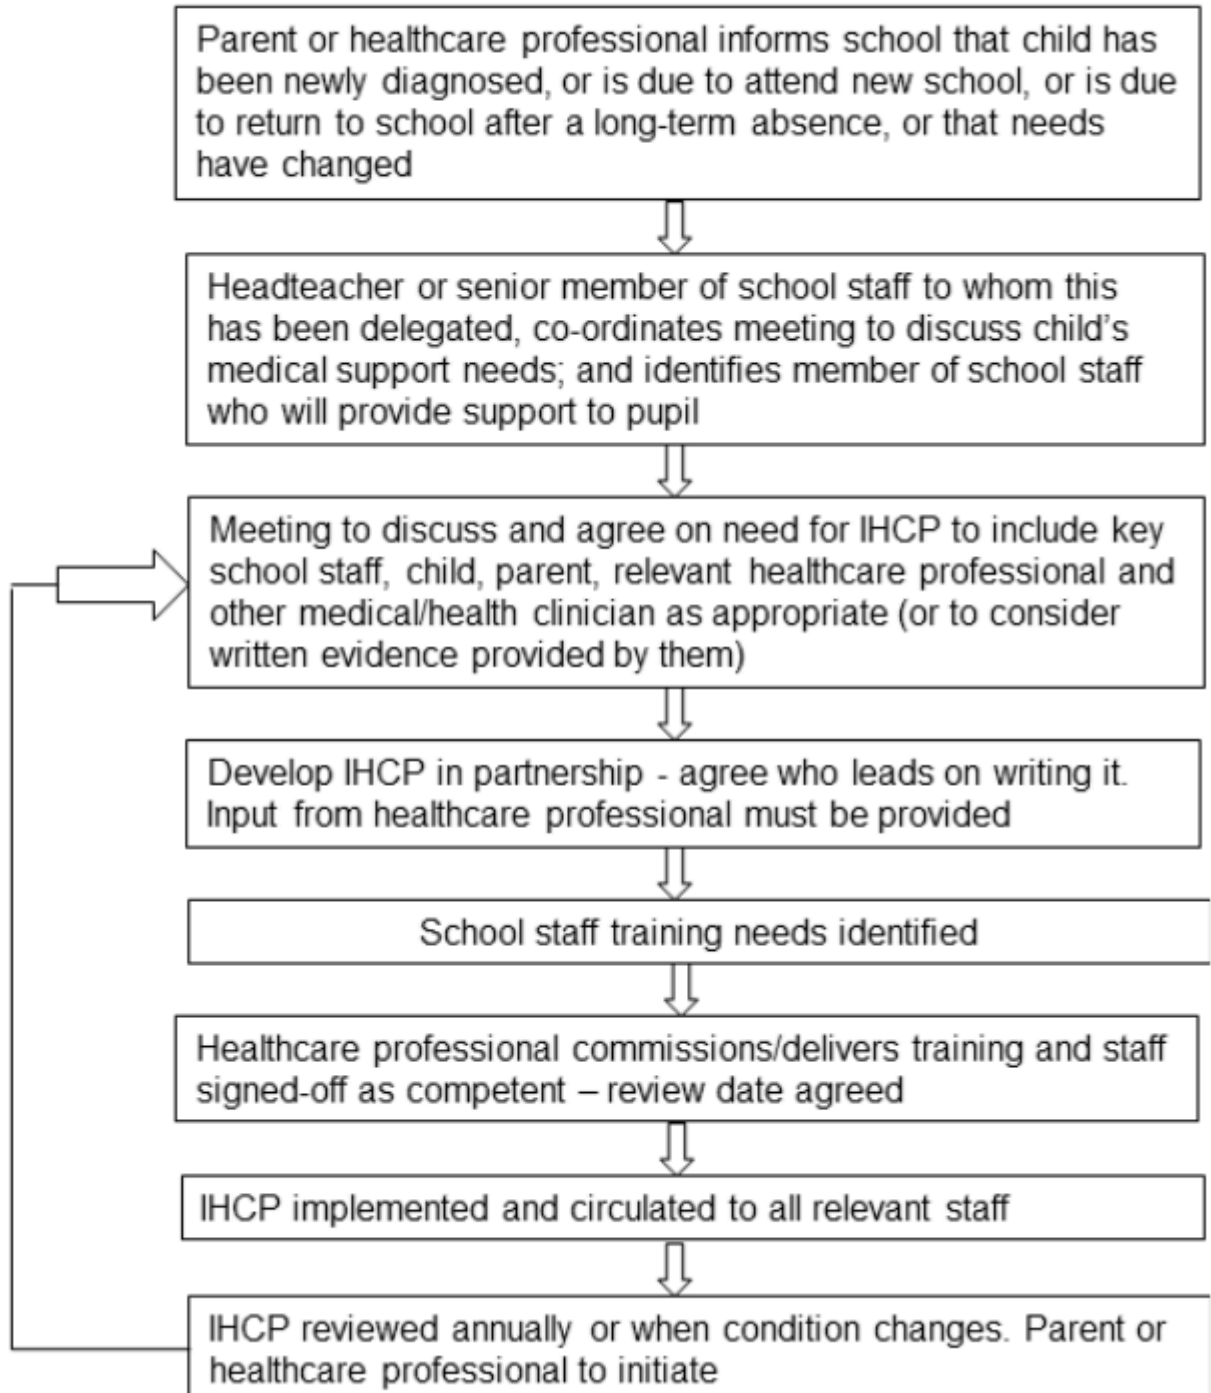 Parent or healthcare professional informs school that child has
been newly diagnosed, or is due to attend new school, or is due
to return to school after a long-term absence, or that needs
have changed
Headteacher or senior member of school staff to whom this
has been delegated, co-ordinates meeting to discuss child's
medical support needs; and identifies member of school staff
who will provide support to pupil
Meeting to discuss and agree on need for IHCP to include key
school staff, child, parent, relevant healthcare professional and
other medical/health clinician as appropriate (or to consider
written evidence provided by them)
Develop IHCP in partnership - agree who leads on writing it.
Input from healthcare professional must be provided
School staff training needs identified
Healthcare professional commissions/delivers training and staff
signed-off as competent – review date agreed
IHCP implemented and circulated to all relevant staff
IHCP reviewed annually or when condition changes. Parent or
healthcare professional to initiate